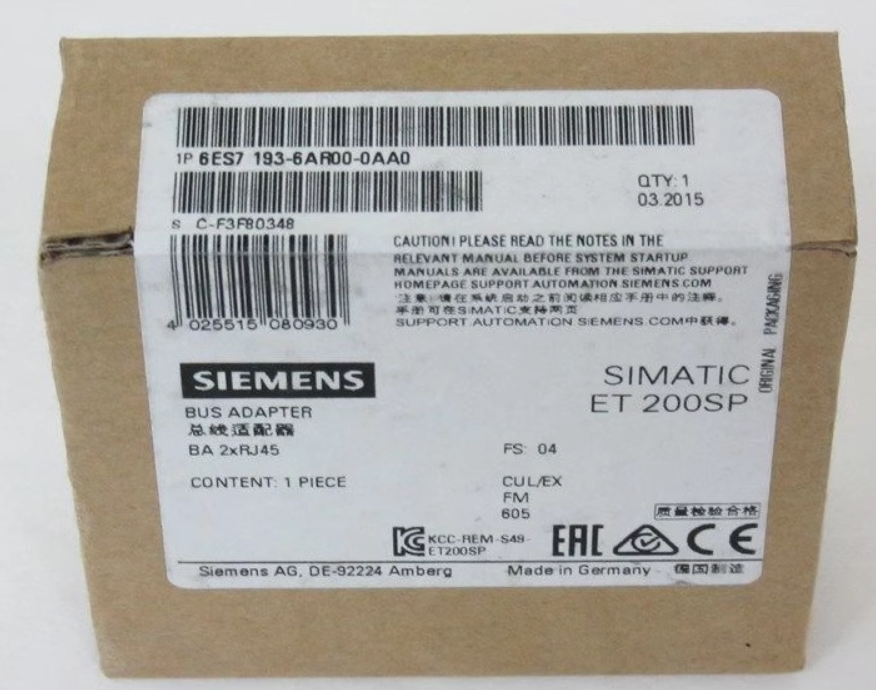 1P 6ES7 193-6AR00-0AA0
QTY: 1
03.2015
S C-F3F80348
CAUTION! PLEASE READ THE NOTES IN THE
RELEVANT MANUAL BEFORE SYSTEM STARTUP
MANUALS ARE AVAILABLE FROM THE SIMATIC SUPPORT
HOMEPAGE SUPPORT.AUTOMATION.SIEMENS.COM
注意:请在系统启动之前阅读相应手册中的注释。
手册可在SIMATIC支持网页
SUPPORT.AUTOMATION.SIEMENS.COM中获得。
4 025515 080930
ORIGINAL PACKAGING
SIEMENS
SIMATIC
ET 200SP
BUS ADAPTER
总线适配器
BA 2xRJ45
FS: 04
CONTENT: 1 PIECE
CUL/EX
FM
605
质量检验合格
KCC-REM-S49-
ET200SP
EAC
CE
Siemens AG, DE-92224 Amberg
Made in Germany 德国制造